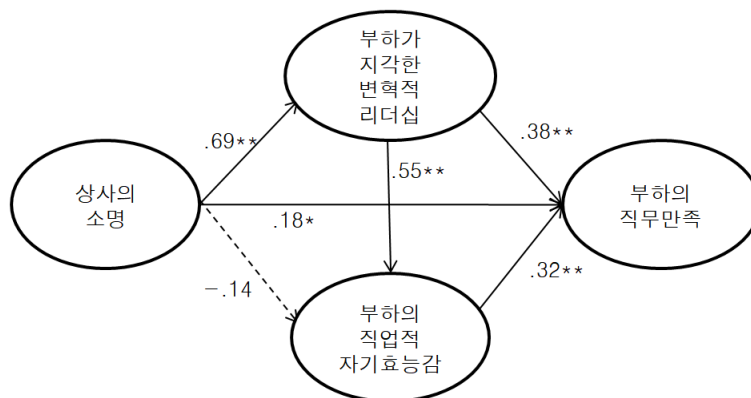 부하가
지각한
변혁적
리더십
.69**
.38**
.55**
상사의
소명
.18*
부하의
직무만족
-.14
.32**
부하의
직업적
자기효능감